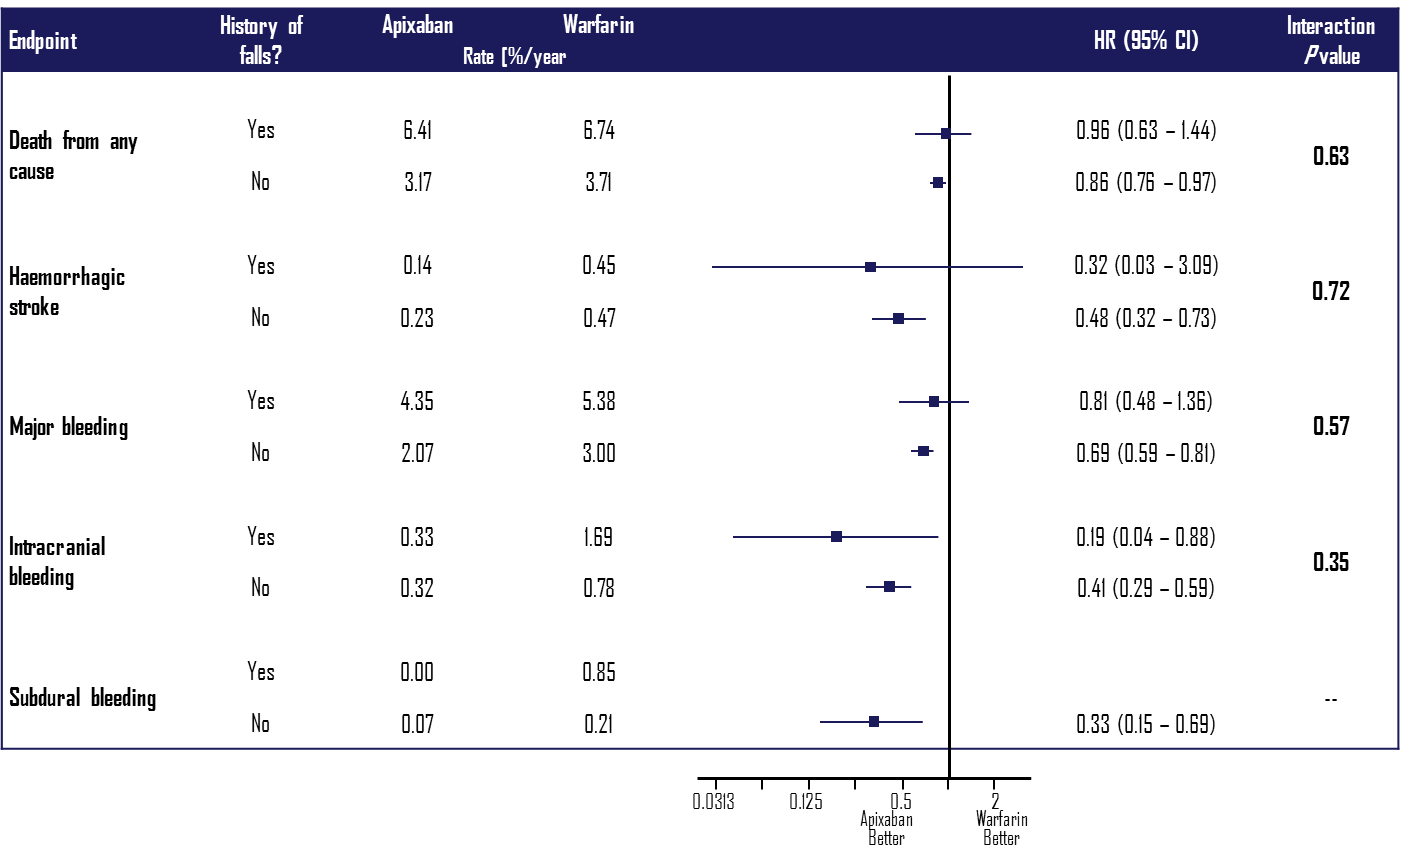 Endpoint
History of
falls?
Apixaban Warfarin
Rate [%/year
HR (95% CI)
Interaction
P value
Death from any
cause
Yes 6.41 6.74 0.96 (0.63 – 1.44)
No 3.17 3.71 0.86 (0.76 – 0.97)
0.63
Haemorrhagic
stroke
Yes 0.14 0.45 0.32 (0.03 – 3.09)
No 0.23 0.47 0.48 (0.32 – 0.73)
0.72
Major bleeding
Yes 4.35 5.38 0.81 (0.48 – 1.36)
No 2.07 3.00 0.69 (0.59 – 0.81)
0.57
Intracranial
bleeding
Yes 0.33 1.69 0.19 (0.04 – 0.88)
No 0.32 0.78 0.41 (0.29 – 0.59)
0.35
Subdural bleeding
Yes 0.00 0.85
No 0.07 0.21 0.33 (0.15 – 0.69)
--
0.0313 0.125 0.5 2
Apixaban
Better
Warfarin
Better